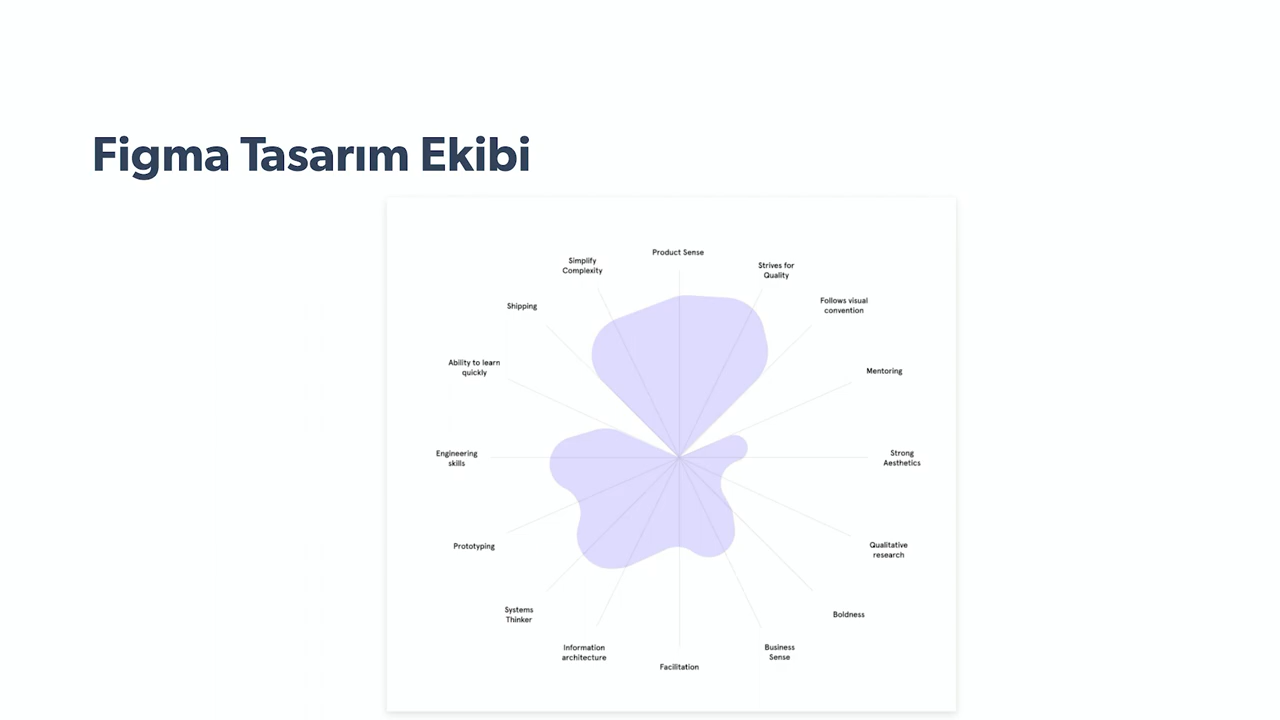 Figma Tasarım Ekibi
Product Sense
Strives for
Quality
Follows visual
convention
Mentoring
Strong
Aesthetics
Qualitative
research
Boldness
Business
Sense
Facilitation
Information
architecture
Systems
Thinker
Prototyping
Engineering
skills
Ability to learn
quickly
Shipping
Simplify
Complexity